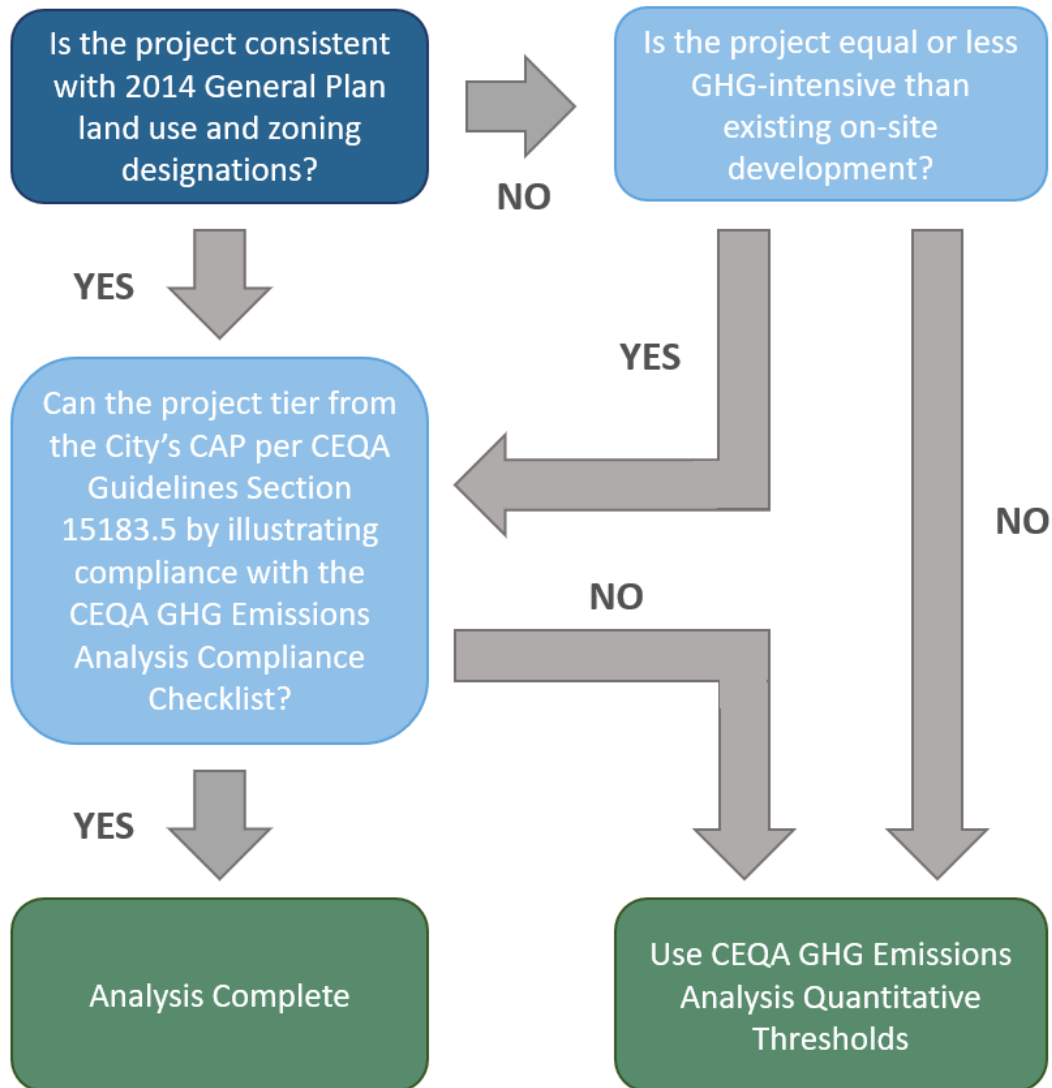 Is the project consistent
with 2014 General Plan
land use and zoning
designations?
NO
Is the project equal or less
GHG-intensive than
existing on-site
development?
YES
YES
NO
Can the project tier from
the City’s CAP per CEQA
Guidelines Section
15183.5 by illustrating
compliance with the
CEQA GHG Emissions
Analysis Compliance
Checklist?
NO
YES
Analysis Complete
Use CEQA GHG Emissions
Analysis Quantitative
Thresholds